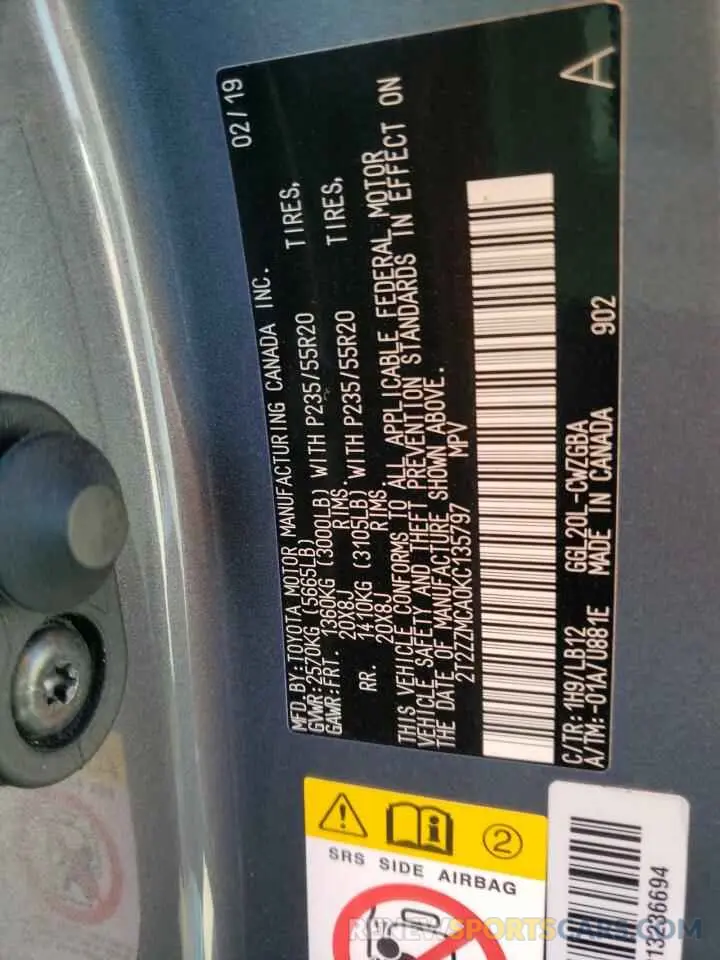 02/19
MFD.BY:TOYOTA MOTOR MANUFACTURING CANADA INC.
GVWR:2570KG (5665LB)
GAWR:FRT. 1360KG (3000LB) WITH P235/55R20 TIRES,
20X8J RIMS.
RR. 1410KG (3105LB) WITH P235/55R20 TIRES,
20X8J RIMS.
THIS VEHICLE CONFORMS TO ALL APPLICABLE FEDERAL MOTOR
VEHICLE SAFETY AND THEFT PREVENTION STANDARDS IN EFFECT ON
THE DATE OF MANUFACTURE SHOWN ABOVE.
2T2ZZMCA0KC135797 MPV
C/TR:1H9/LB12 GGL20L-CWZGBA 902
A/TM:-01A/U881E MADE IN CANADA
A
2
SRS SIDE AIRBAG
13236694
RENEWSPORTSCARS.COM